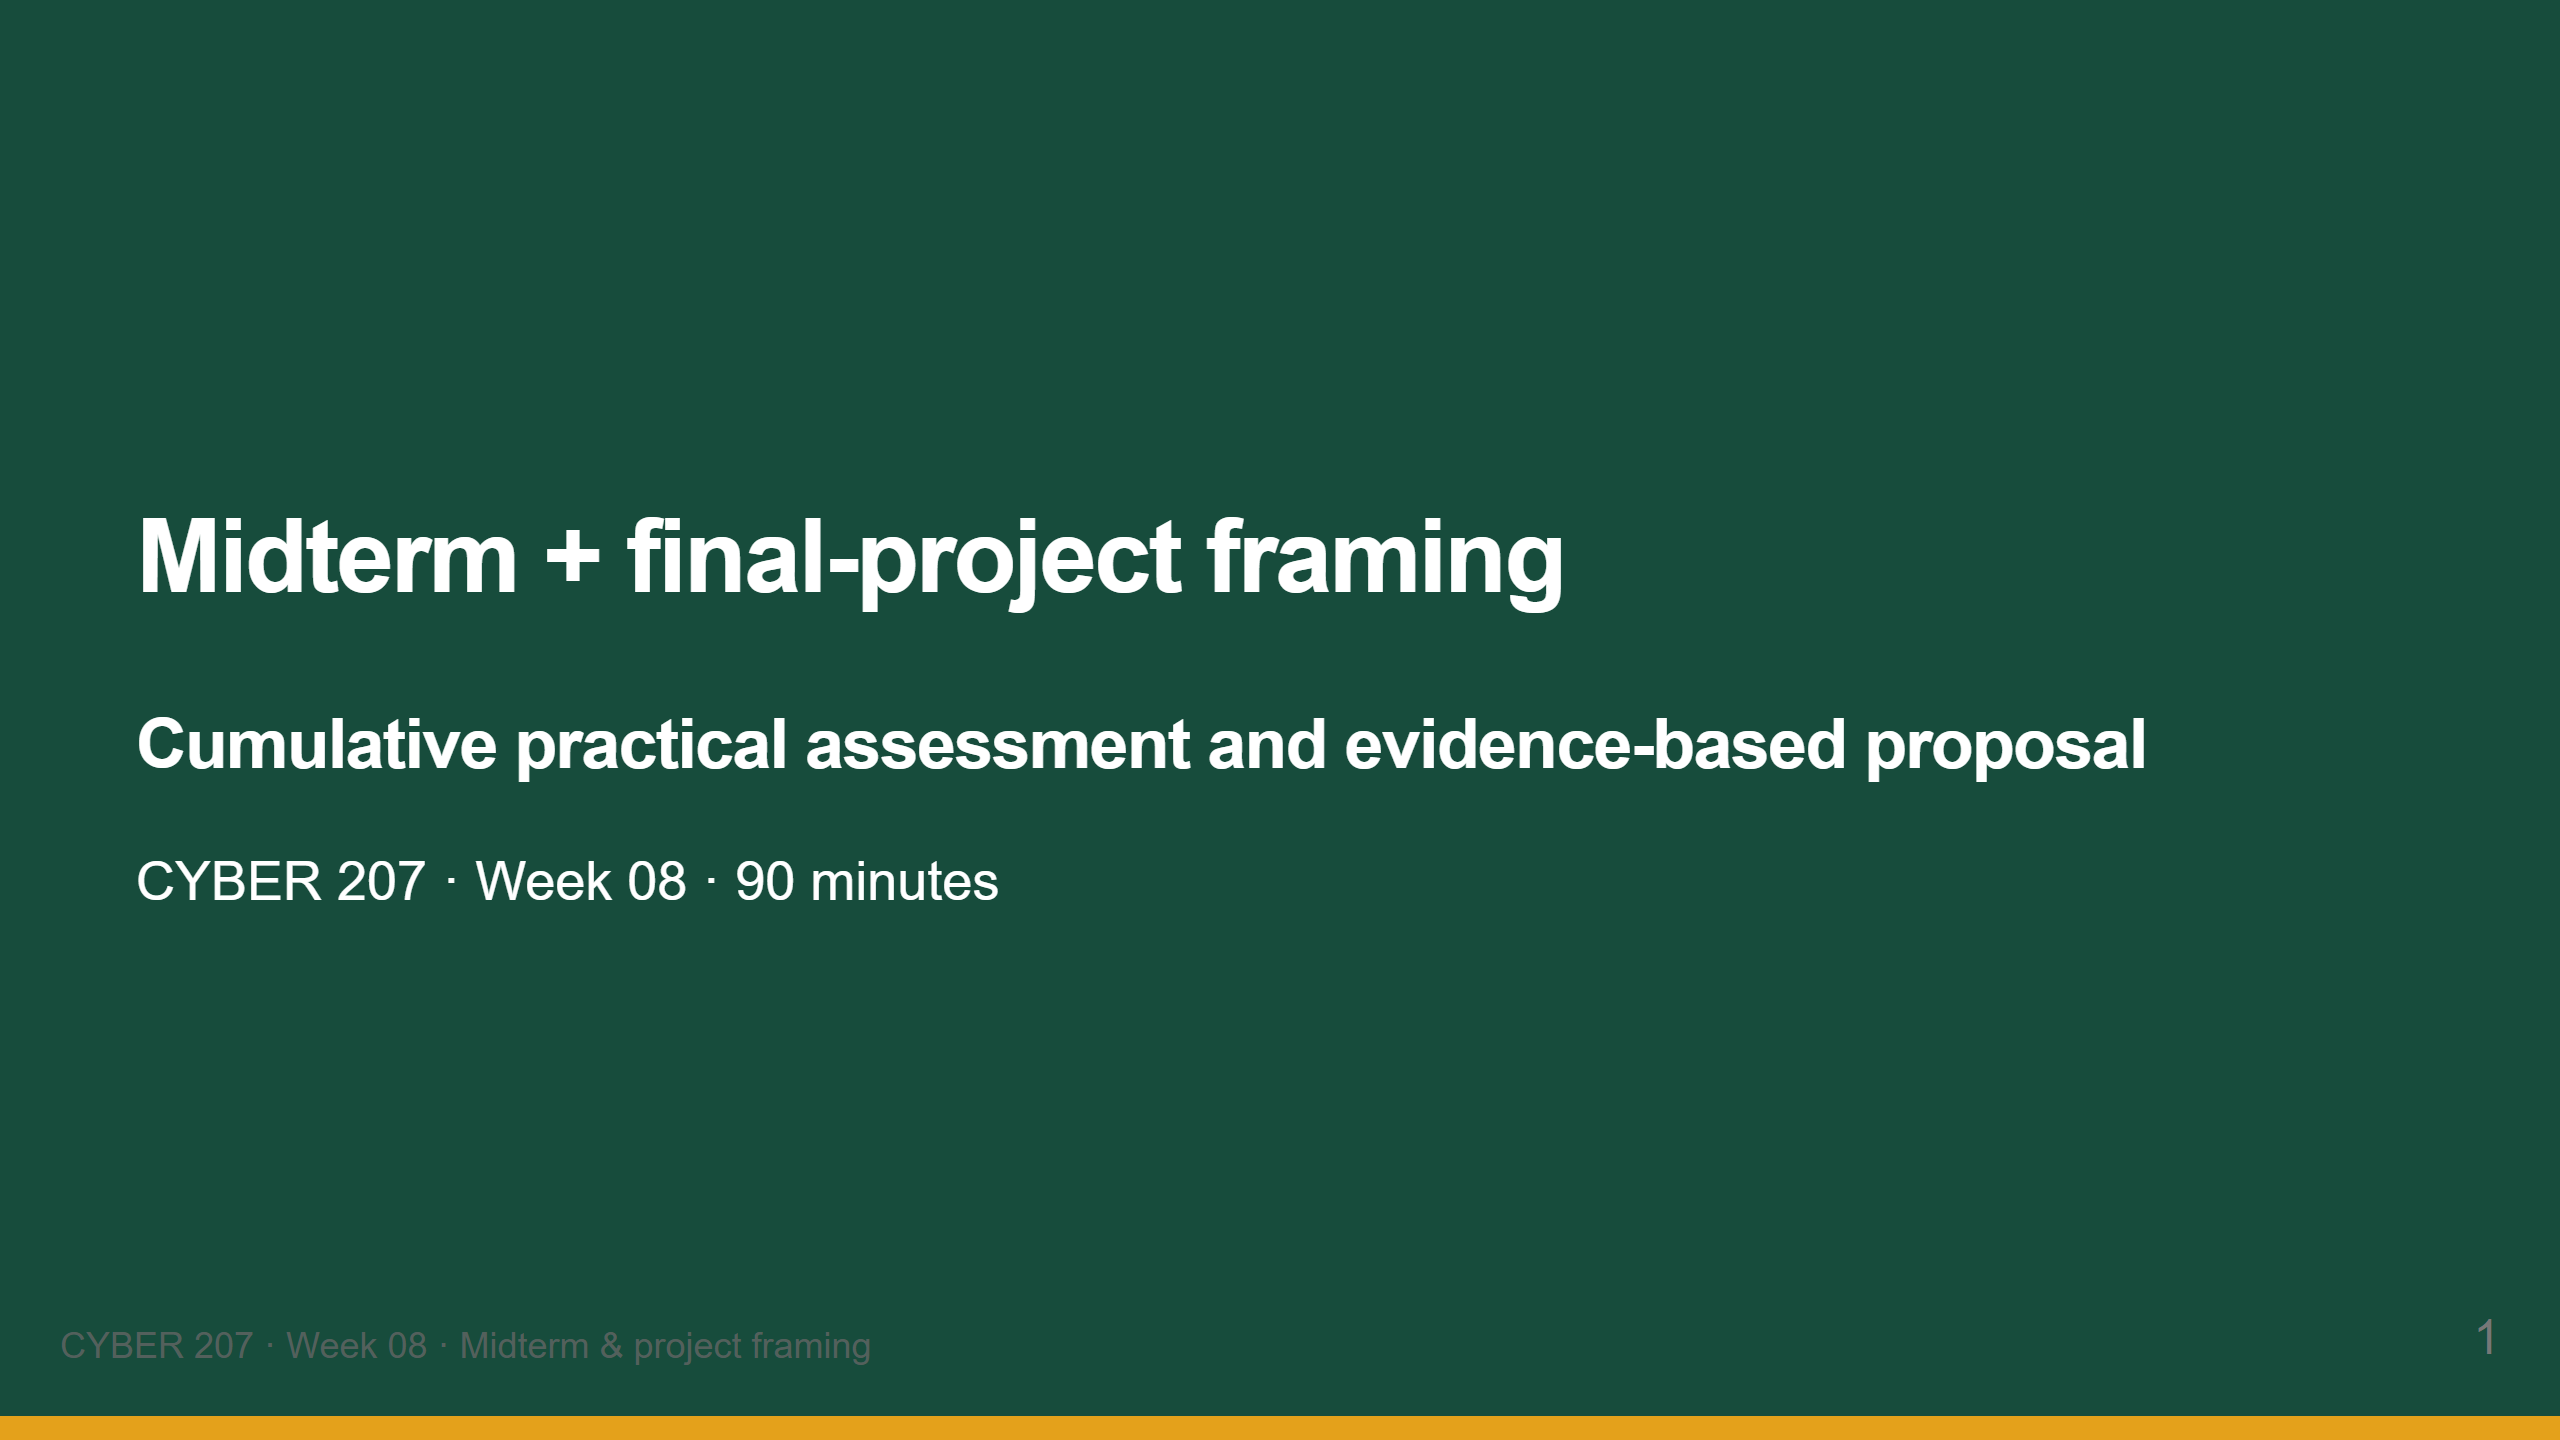 Midterm + final-project framing
Cumulative practical assessment and evidence-based proposal
CYBER 207 · Week 08 · 90 minutes
CYBER 207 · Week 08 · Midterm & project framing
1